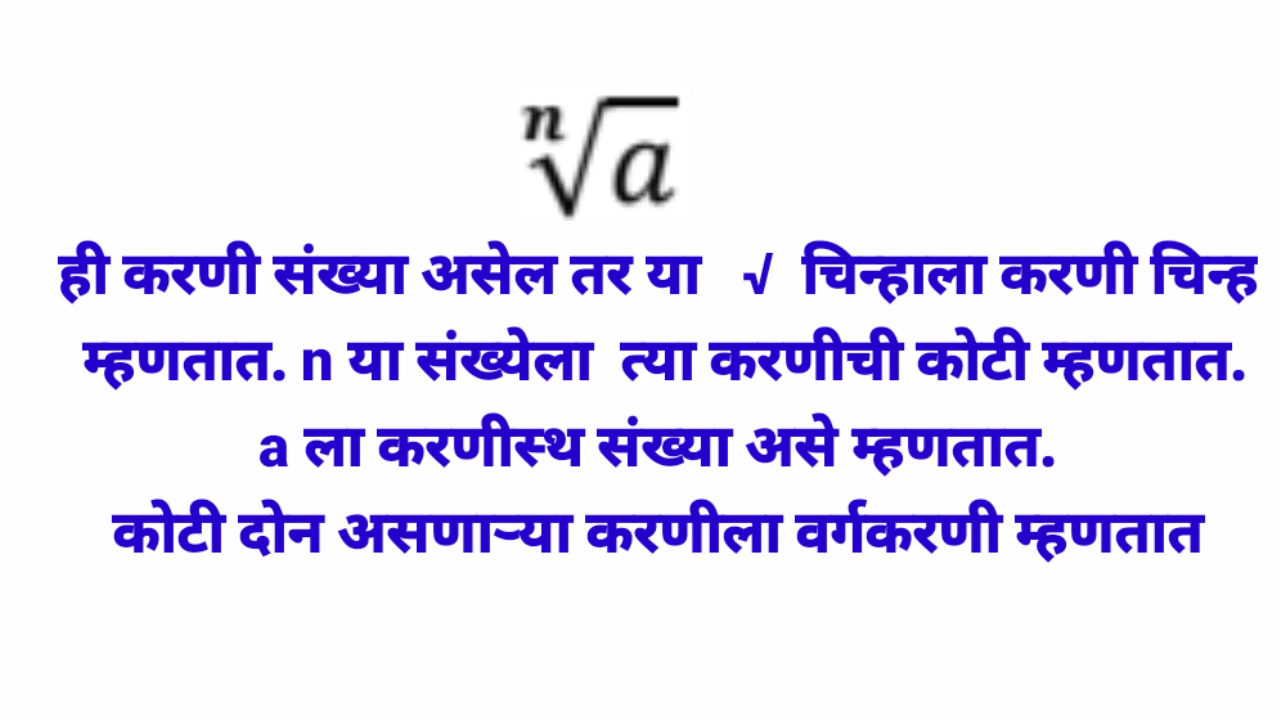 ⁿ√a
ही करणी संख्या असेल तर या √ चिन्हाला करणी चिन्ह
म्हणतात. n या संख्येला त्या करणीची कोटी म्हणतात.
a ला करणीस्थ संख्या असे म्हणतात.
कोटी दोन असणाऱ्या करणीला वर्गकरणी म्हणतात